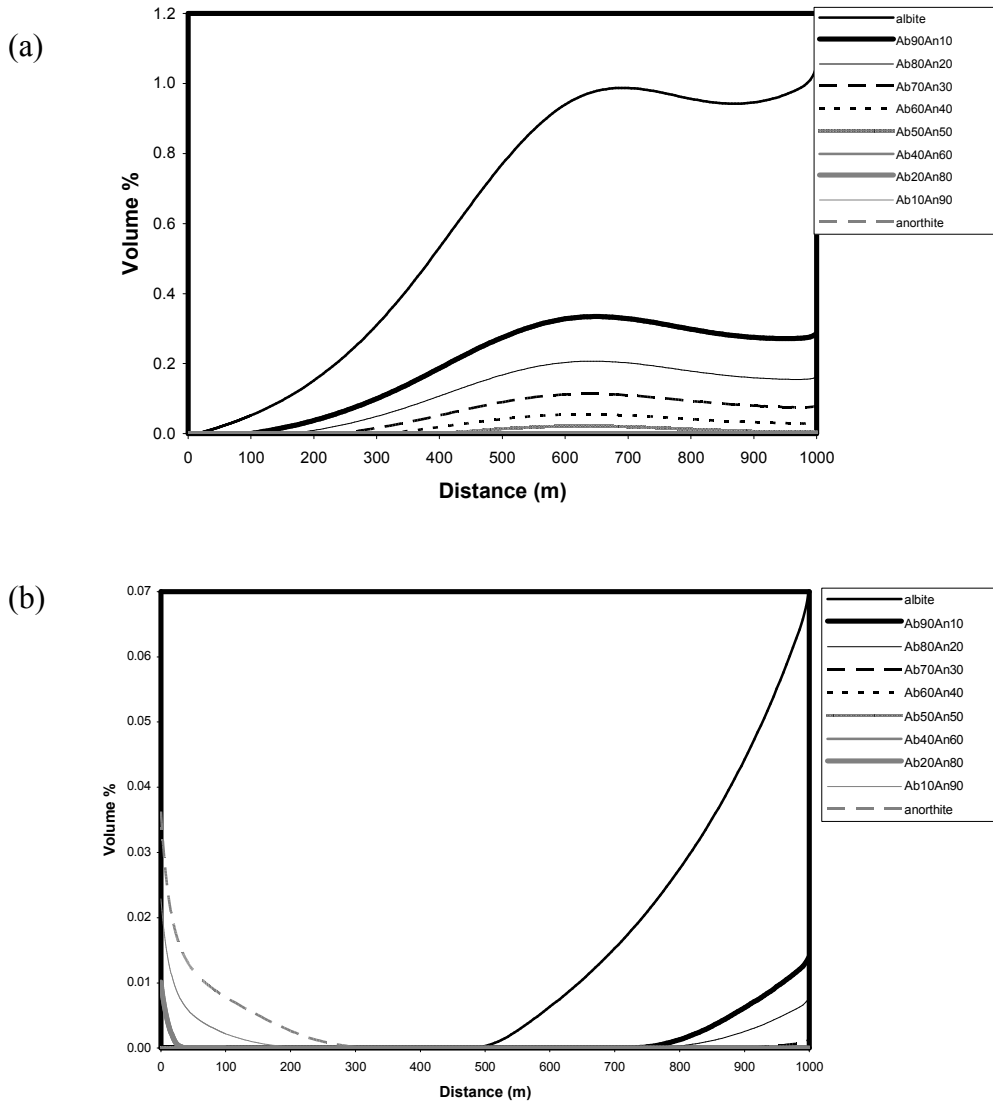 (a)
1.2
1.0
0.8
0.6
0.4
0.2
0.0
Volume %
0 100 200 300 400 500 600 700 800 900 1000
Distance (m)
albite
Ab90An10
Ab80An20
Ab70An30
Ab60An40
Ab50An50
Ab40An60
Ab20An80
Ab10An90
anorthite
(b)
0.07
0.06
0.05
0.04
0.03
0.02
0.01
0.00
Volume %
0 100 200 300 400 500 600 700 800 900 1000
Distance (m)
albite
Ab90An10
Ab80An20
Ab70An30
Ab60An40
Ab50An50
Ab40An60
Ab20An80
Ab10An90
anorthite